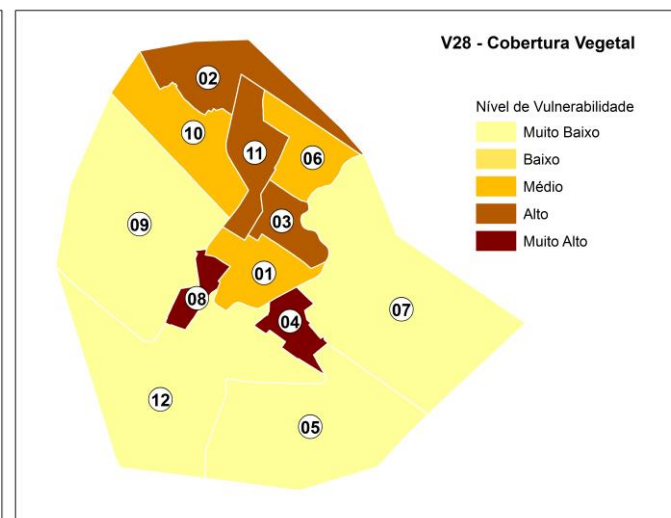 V28 - Cobertura Vegetal
Nível de Vulnerabilidade
Muito Baixo
Baixo
Médio
Alto
Muito Alto
02
10
11
06
09
03
01
08
04
07
12
05